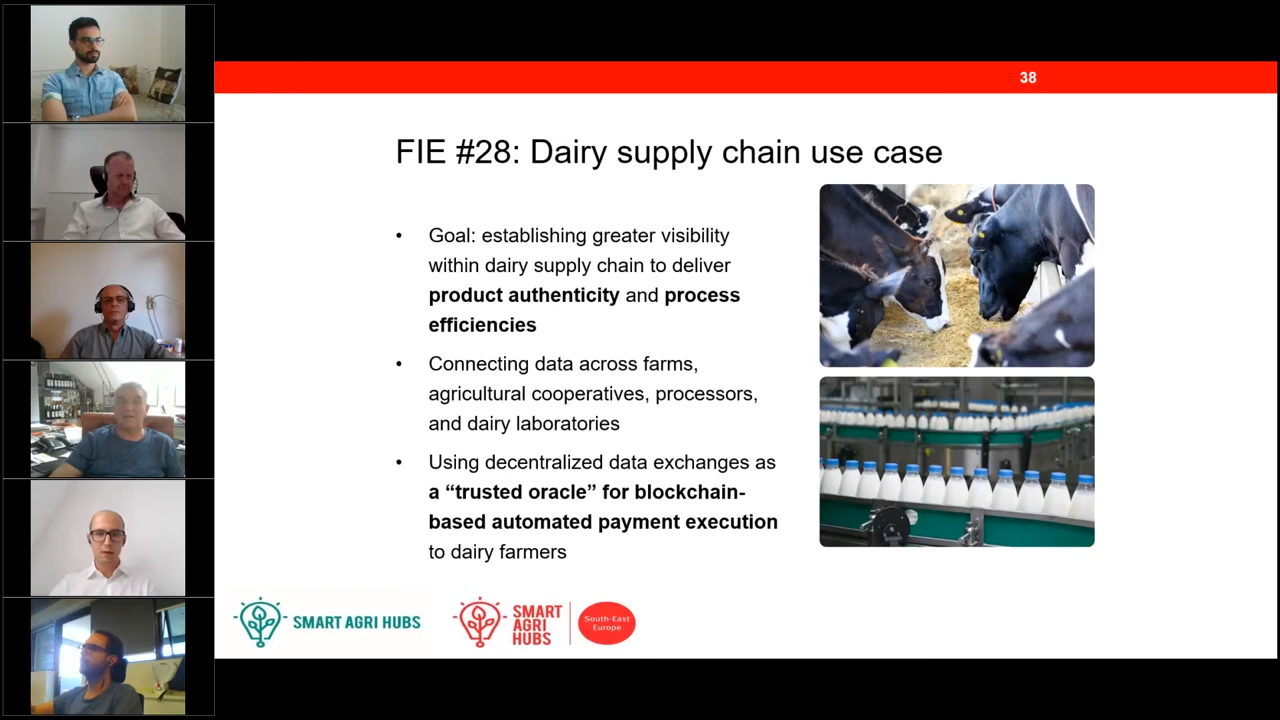 38
FIE #28: Dairy supply chain use case
• Goal: establishing greater visibility
within dairy supply chain to deliver
product authenticity and process
efficiencies
• Connecting data across farms,
agricultural cooperatives, processors,
and dairy laboratories
• Using decentralized data exchanges as
a “trusted oracle” for blockchain-
based automated payment execution
to dairy farmers
SMART AGRI HUBS
SMART
AGRI
HUBS
South-East
Europe